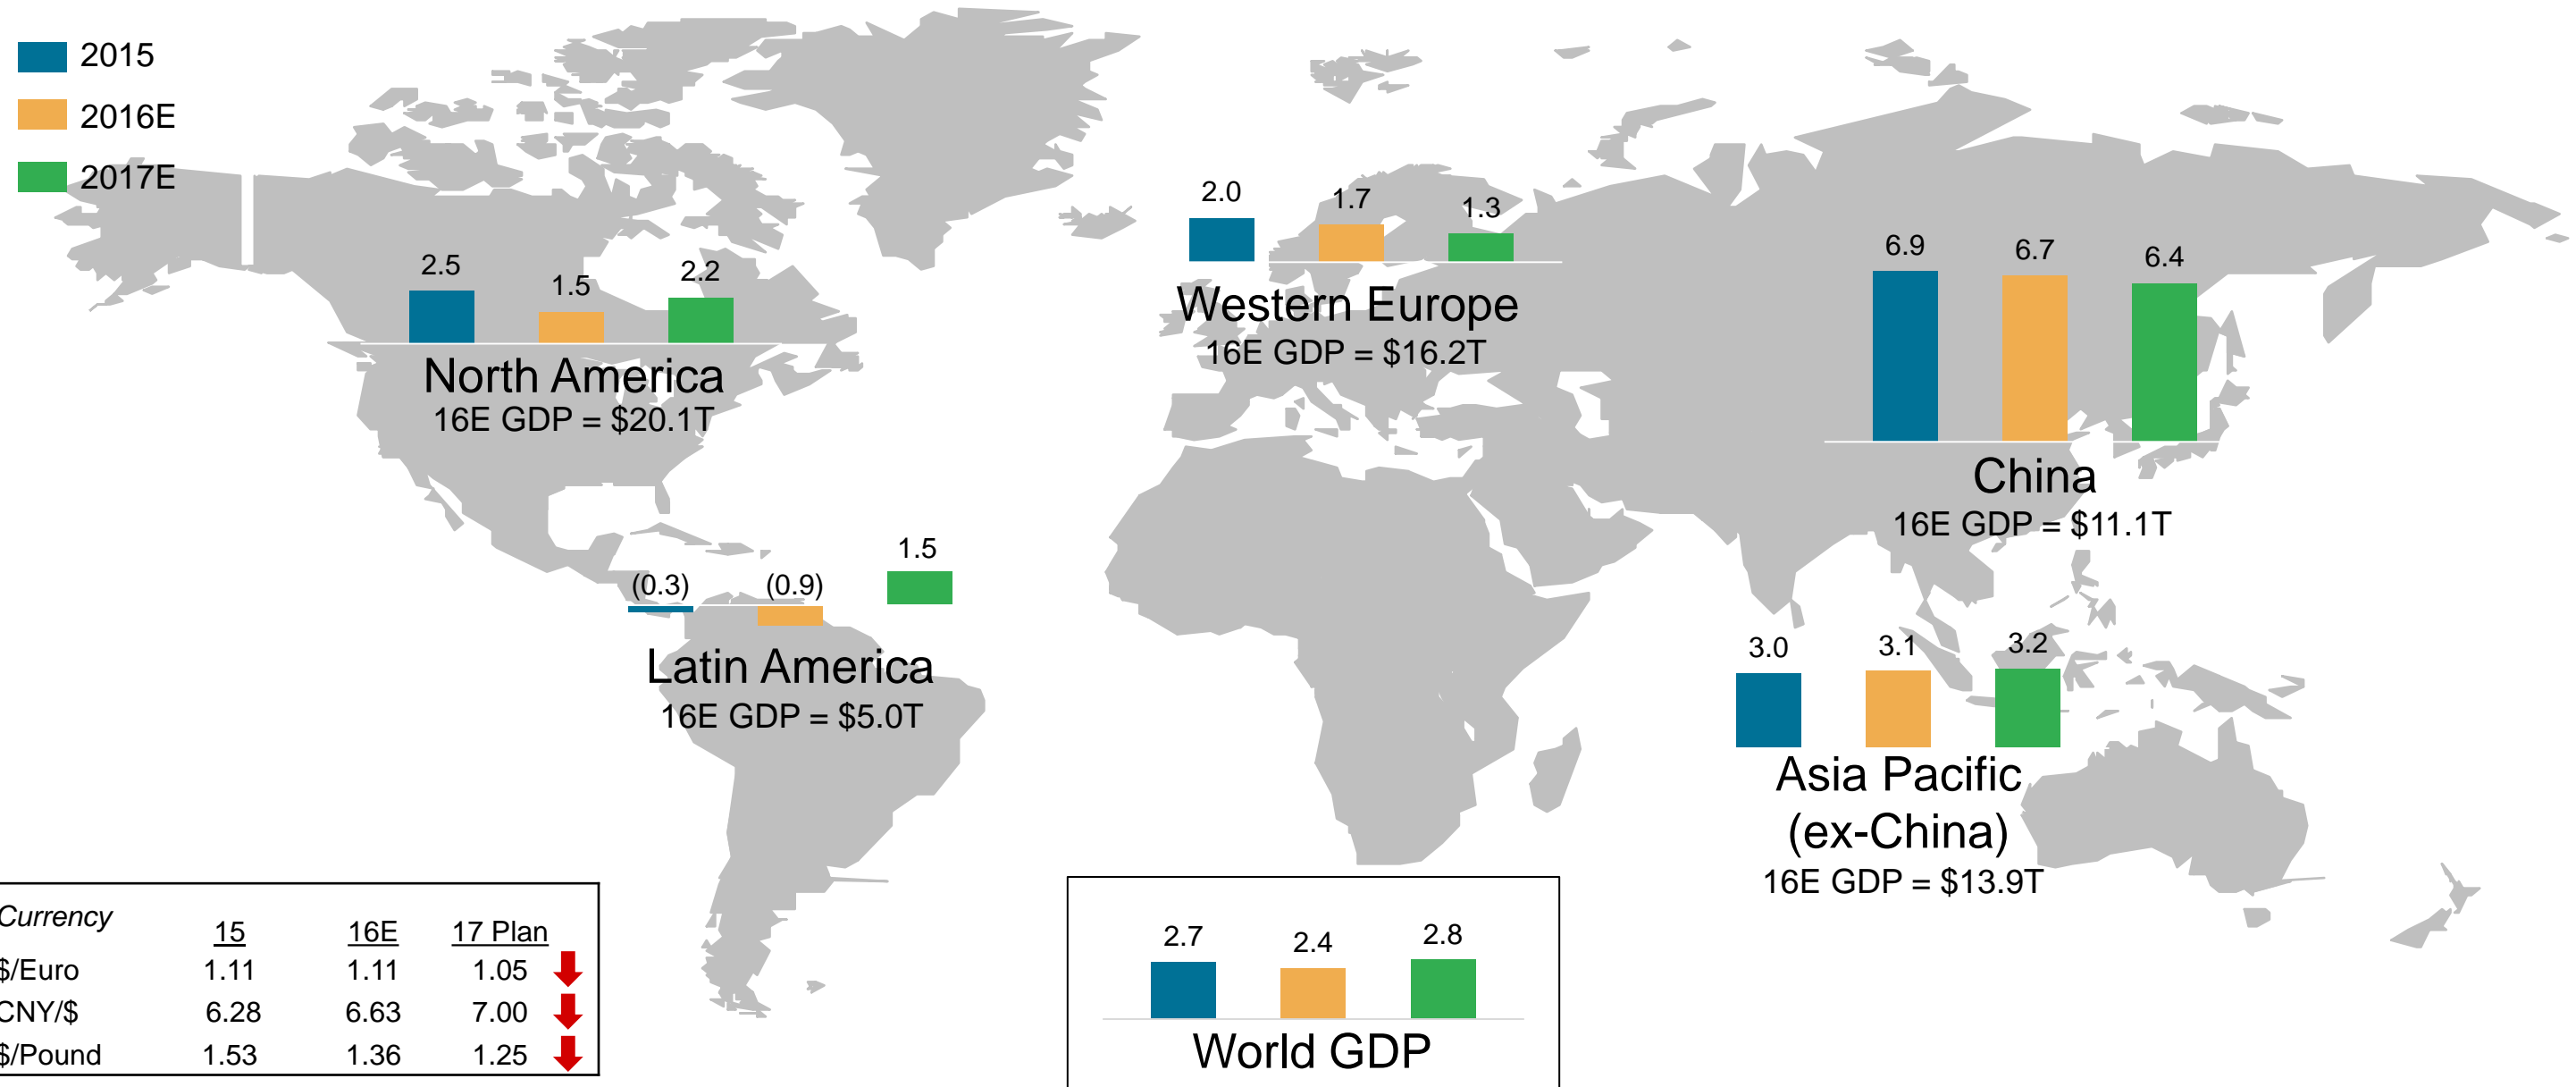 2015
2016E
2017E
2.5 1.5 2.2
North America
16E GDP = $20.1T
2.0 1.7 1.3
Western Europe
16E GDP = $16.2T
6.9 6.7 6.4
China
16E GDP = $11.1T
(0.3) (0.9) 1.5
Latin America
16E GDP = $5.0T
3.0 3.1 3.2
Asia Pacific
(ex-China)
16E GDP = $13.9T
Currency 15 16E 17 Plan
$/Euro 1.11 1.11 1.05
CNY/$ 6.28 6.63 7.00
$/Pound 1.53 1.36 1.25
2.7 2.4 2.8
World GDP